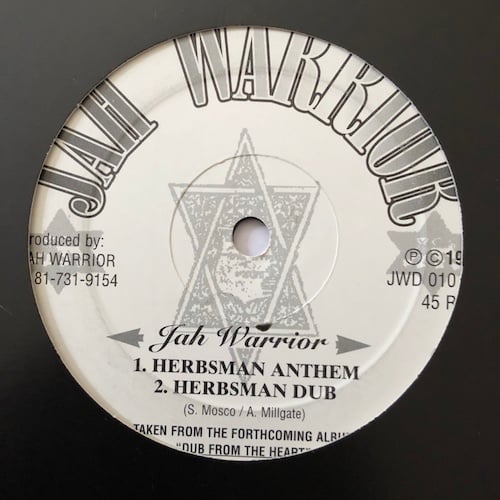 JAH WARRIOR
roduced by:
AH WARRIOR
81-731-9154
Ⓟ © 19
JWD 010
45 R
Jah Warrior
1. HERBSMAN ANTHEM
2. HERBSMAN DUB
(S. Mosco / A. Millgate)
TAKEN FROM THE FORTHCOMING ALBU
"DUB FROM THE HEART"